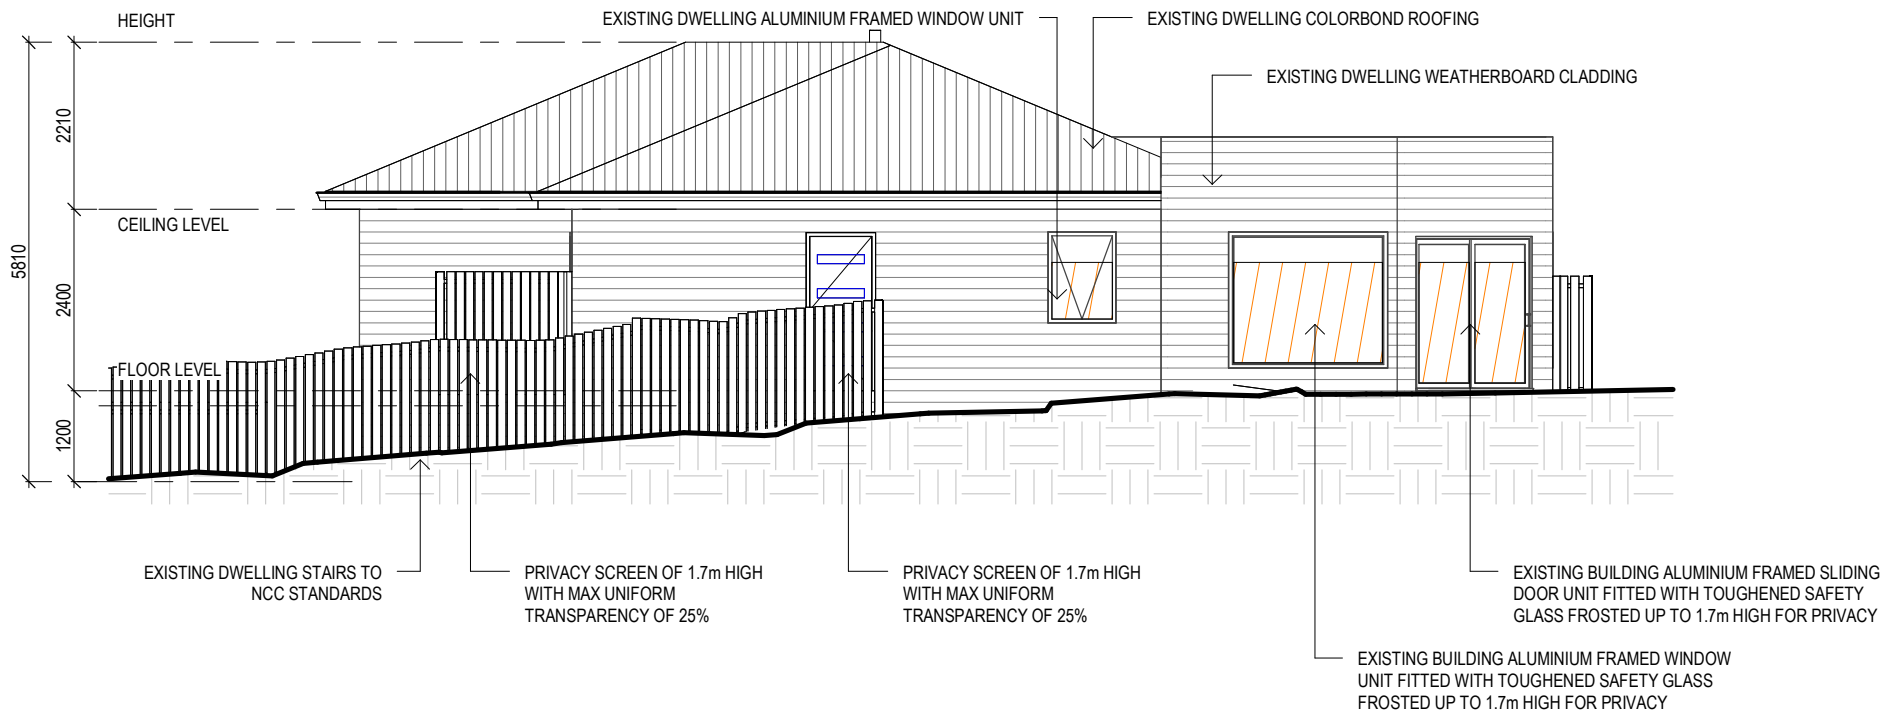 HEIGHT
EXISTING DWELLING ALUMINIUM FRAMED WINDOW UNIT
EXISTING DWELLING COLORBOND ROOFING
EXISTING DWELLING WEATHERBOARD CLADDING
2210
CEILING LEVEL
5810
2400
FLOOR LEVEL
1200
EXISTING DWELLING STAIRS TO
NCC STANDARDS
PRIVACY SCREEN OF 1.7m HIGH
WITH MAX UNIFORM
TRANSPARENCY OF 25%
PRIVACY SCREEN OF 1.7m HIGH
WITH MAX UNIFORM
TRANSPARENCY OF 25%
EXISTING BUILDING ALUMINIUM FRAMED SLIDING
DOOR UNIT FITTED WITH TOUGHENED SAFETY
GLASS FROSTED UP TO 1.7m HIGH FOR PRIVACY
EXISTING BUILDING ALUMINIUM FRAMED WINDOW
UNIT FITTED WITH TOUGHENED SAFETY GLASS
FROSTED UP TO 1.7m HIGH FOR PRIVACY